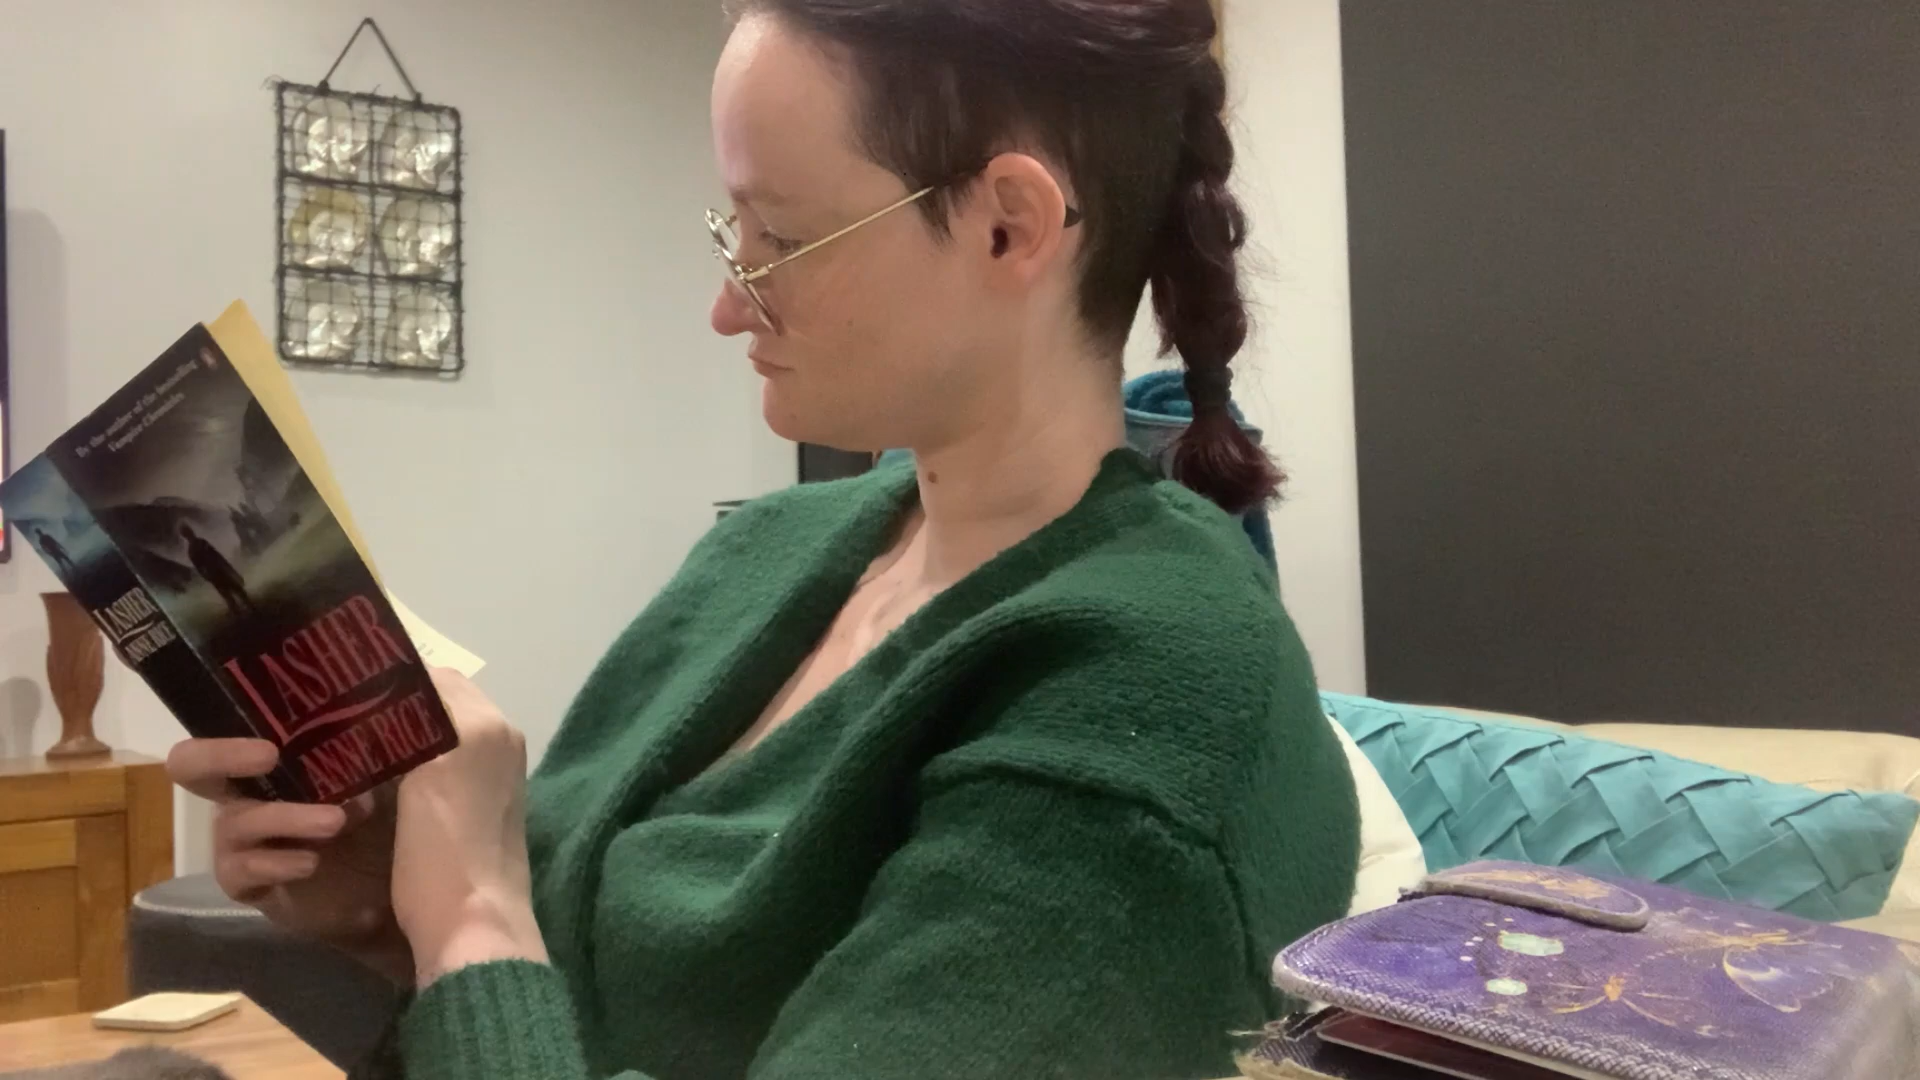 By the author of the bestselling
Vampire Chronicles
LASHER
ANNE RICE
LASHER
ANNE RICE